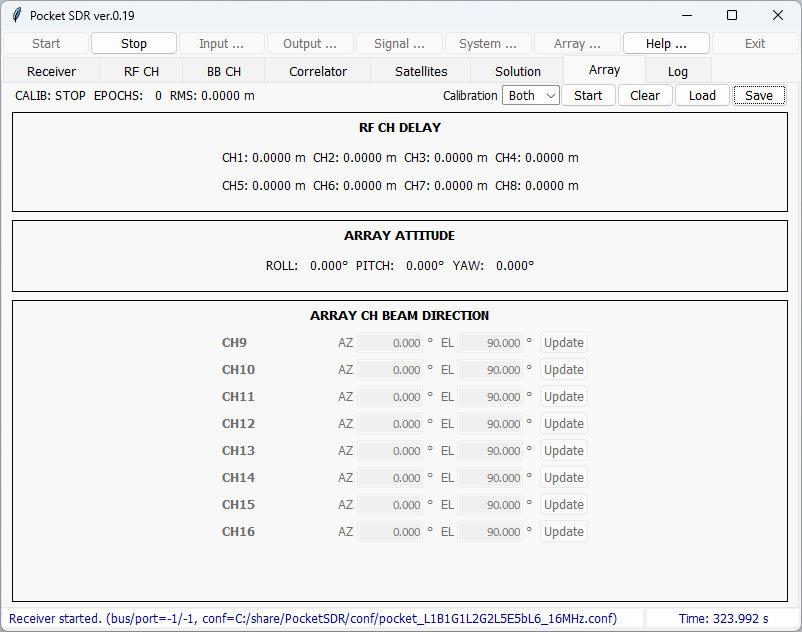 Pocket SDR ver.0.19
Start Stop Input ... Output ... Signal ... System ... Array ... Help ... Exit
Receiver RF CH BB CH Correlator Satellites Solution Array Log
CALIB: STOP EPOCHS: 0 RMS: 0.0000 m Calibration Both Start Clear Load Save
RF CH DELAY
CH1: 0.0000 m CH2: 0.0000 m CH3: 0.0000 m CH4: 0.0000 m
CH5: 0.0000 m CH6: 0.0000 m CH7: 0.0000 m CH8: 0.0000 m
ARRAY ATTITUDE
ROLL: 0.000° PITCH: 0.000° YAW: 0.000°
ARRAY CH BEAM DIRECTION
CH9 AZ 0.000 ° EL 90.000 ° Update
CH10 AZ 0.000 ° EL 90.000 ° Update
CH11 AZ 0.000 ° EL 90.000 ° Update
CH12 AZ 0.000 ° EL 90.000 ° Update
CH13 AZ 0.000 ° EL 90.000 ° Update
CH14 AZ 0.000 ° EL 90.000 ° Update
CH15 AZ 0.000 ° EL 90.000 ° Update
CH16 AZ 0.000 ° EL 90.000 ° Update
Receiver started. (bus/port=-1/-1, conf=C:/share/PocketSDR/conf/pocket_L1B1G1L2G2L5E5bL6_16MHz.conf) Time: 323.992 s